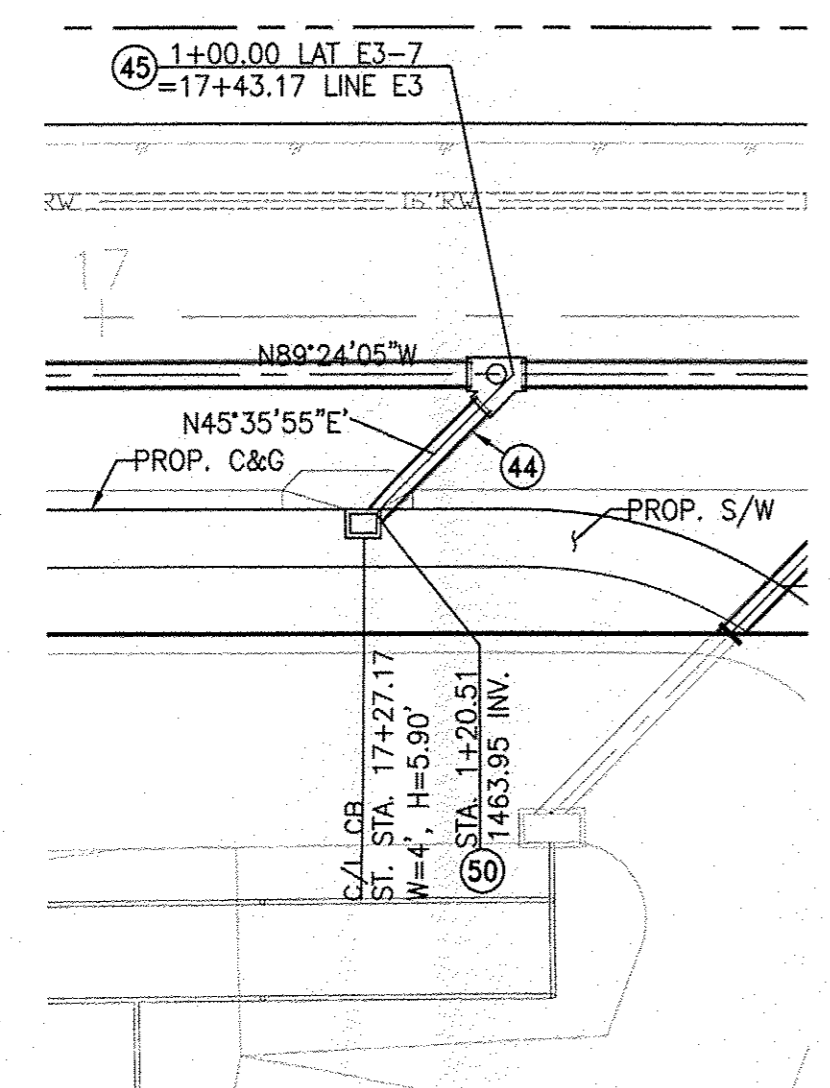 45 1+00.00 LAT E3-7
=17+43.17 LINE E3
RW
15"RW
17
N89°24'05"W
N45°35'55"E'
PROP. C&G
44
PROP. S/W
C/L CB
ST. STA. 17+27.17
W=4', H=5.90'
STA. 1+20.51
1463.95 INV.
50